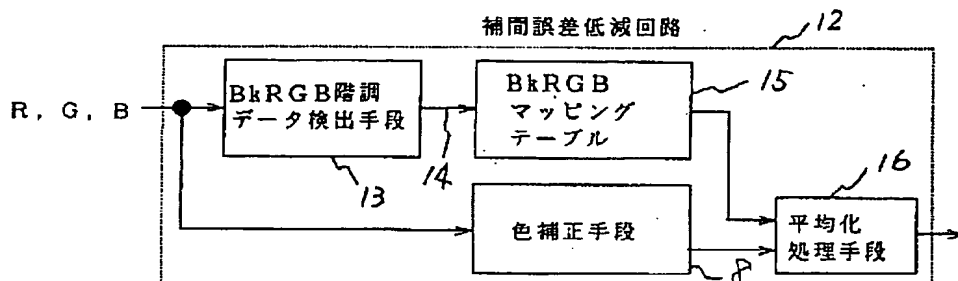 補間誤差低減回路
12
R, G, B
BkRGB階調
データ検出手段
13
14
BkRGB
マッピング
テーブル
15
色補正手段
8
平均化
処理手段
16